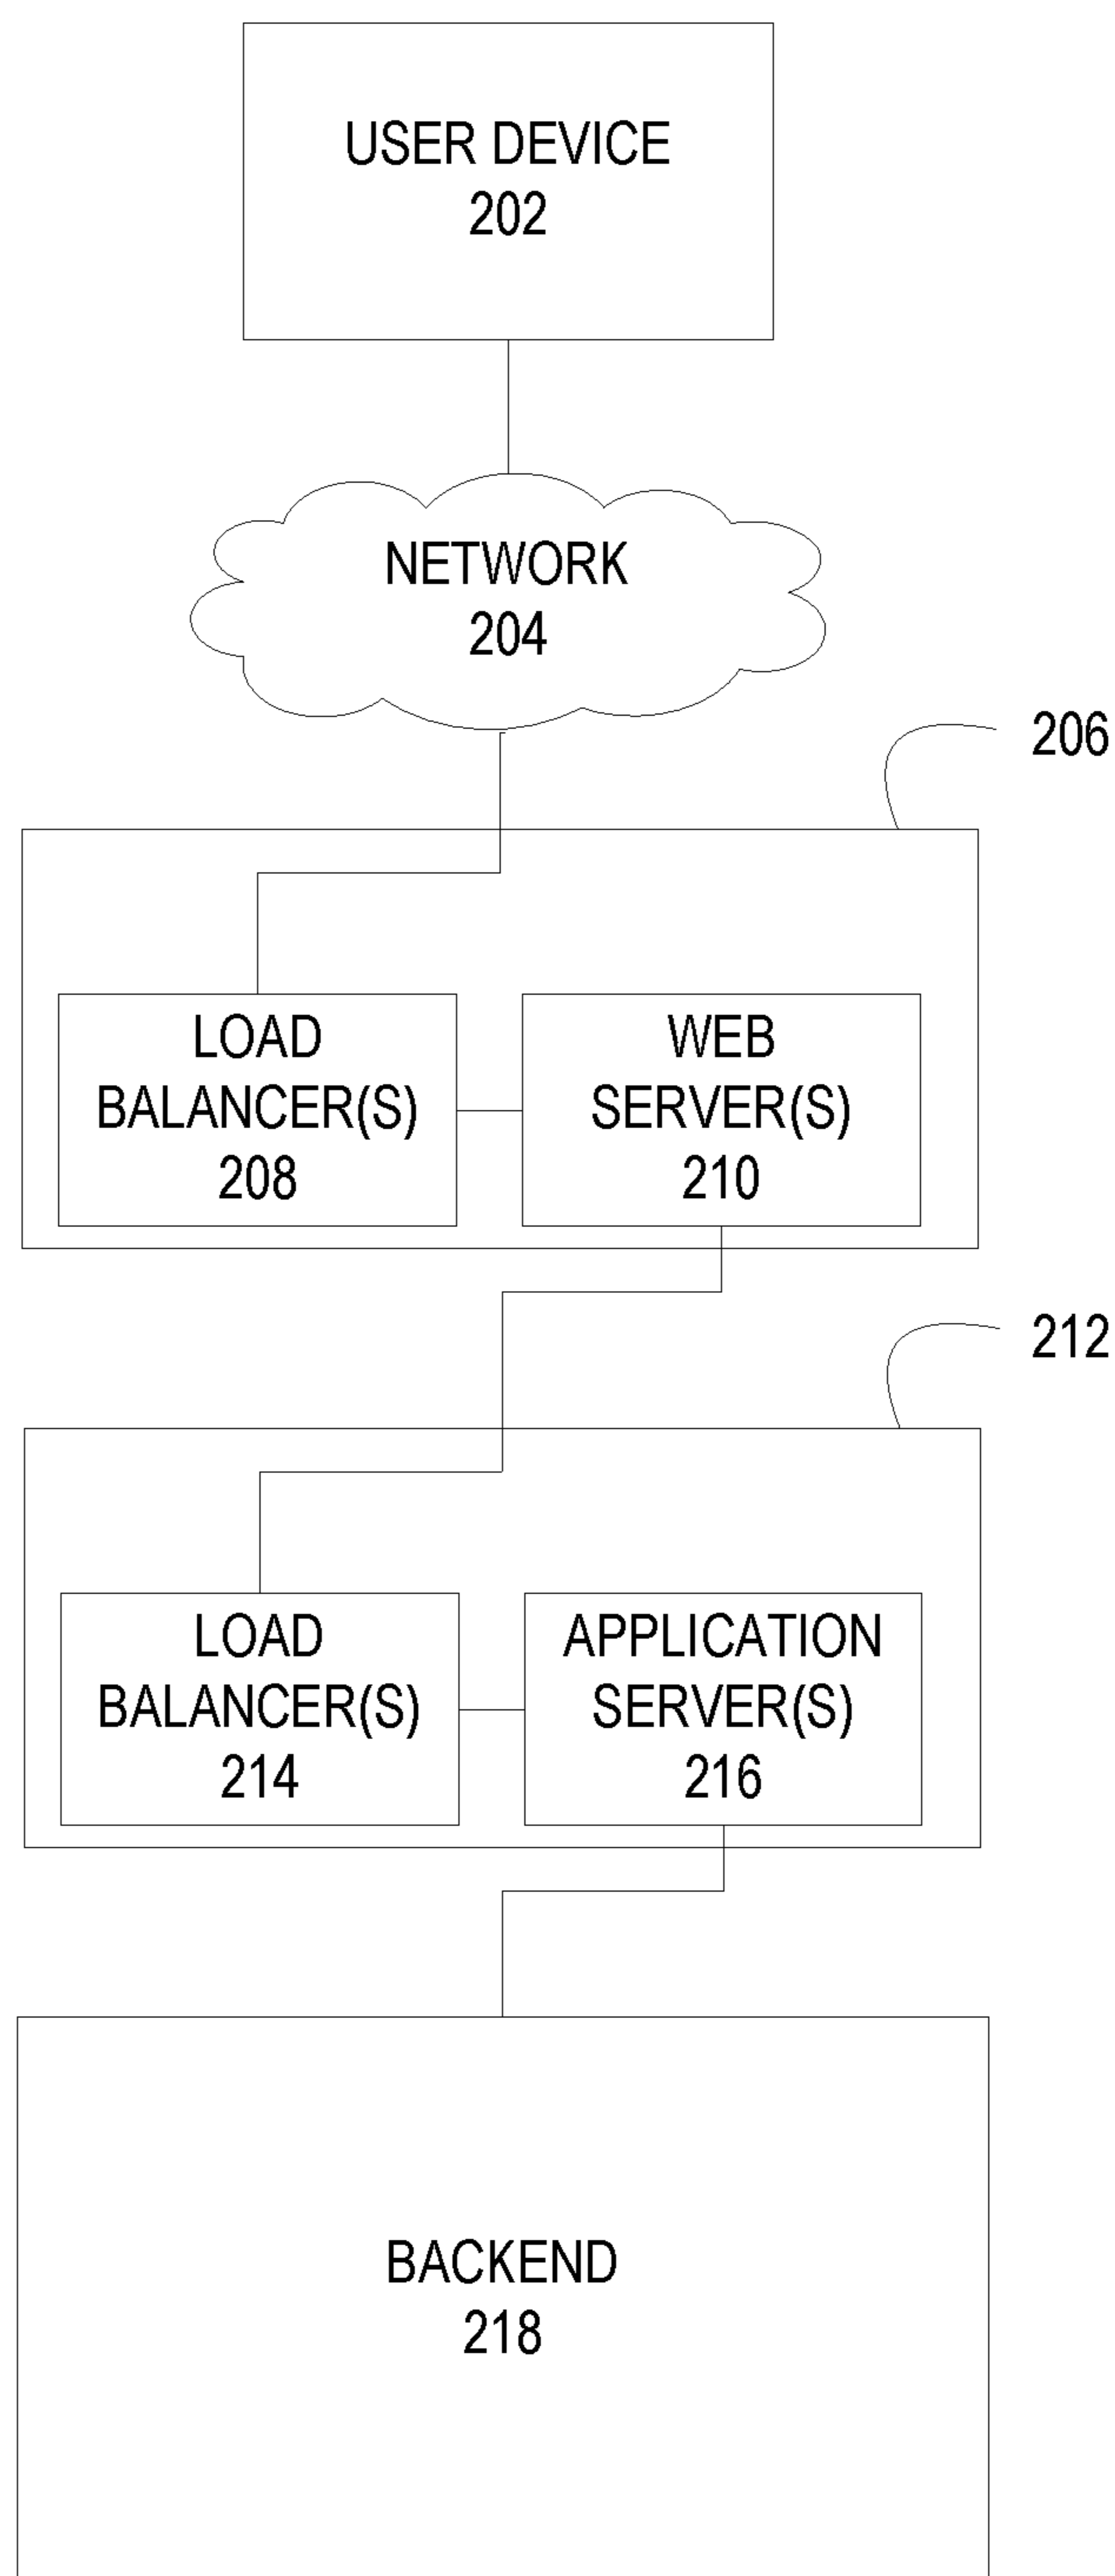 USER DEVICE
202
NETWORK
204
206
LOAD
BALANCER(S)
208
WEB
SERVER(S)
210
212
LOAD
BALANCER(S)
214
APPLICATION
SERVER(S)
216
BACKEND
218